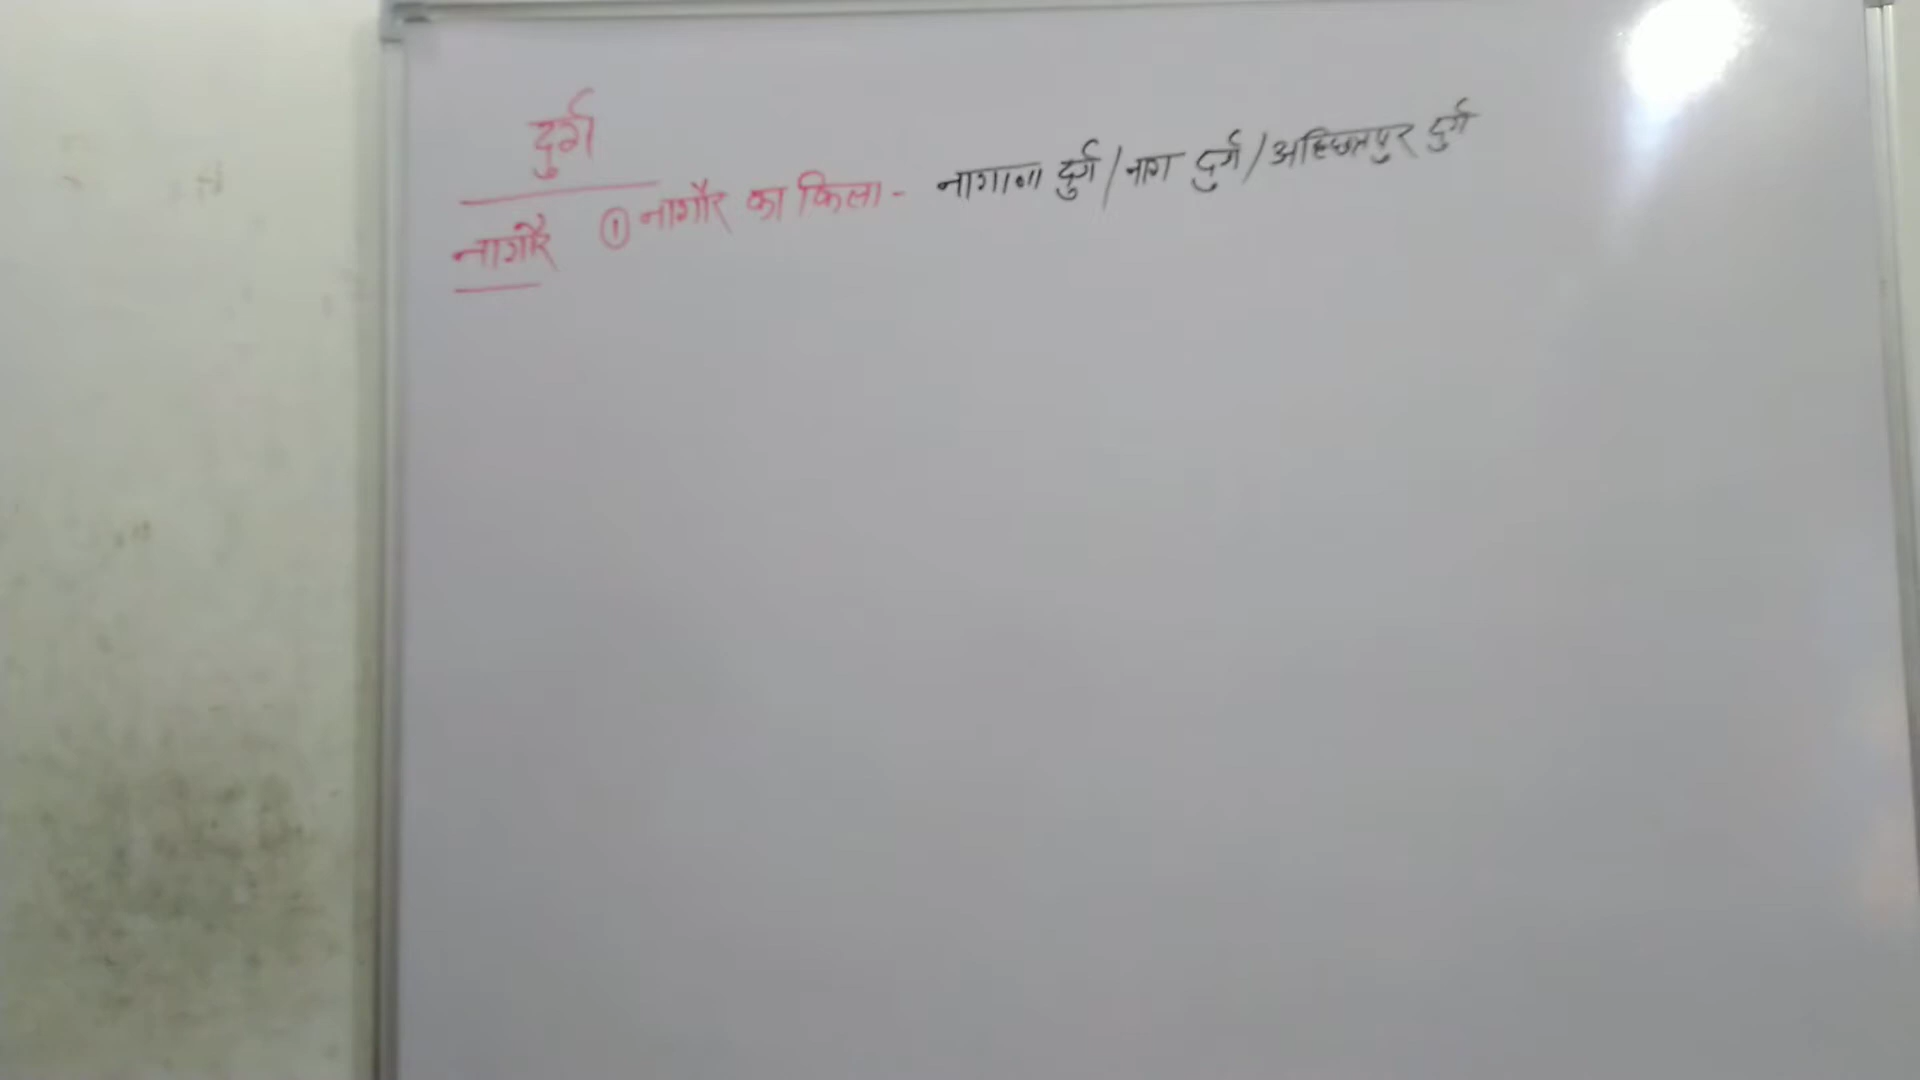 दुर्ग
नागौर ① नागौर का किला - नागाणा दुर्ग / नाग दुर्ग / अहिछत्रपुर दुर्ग